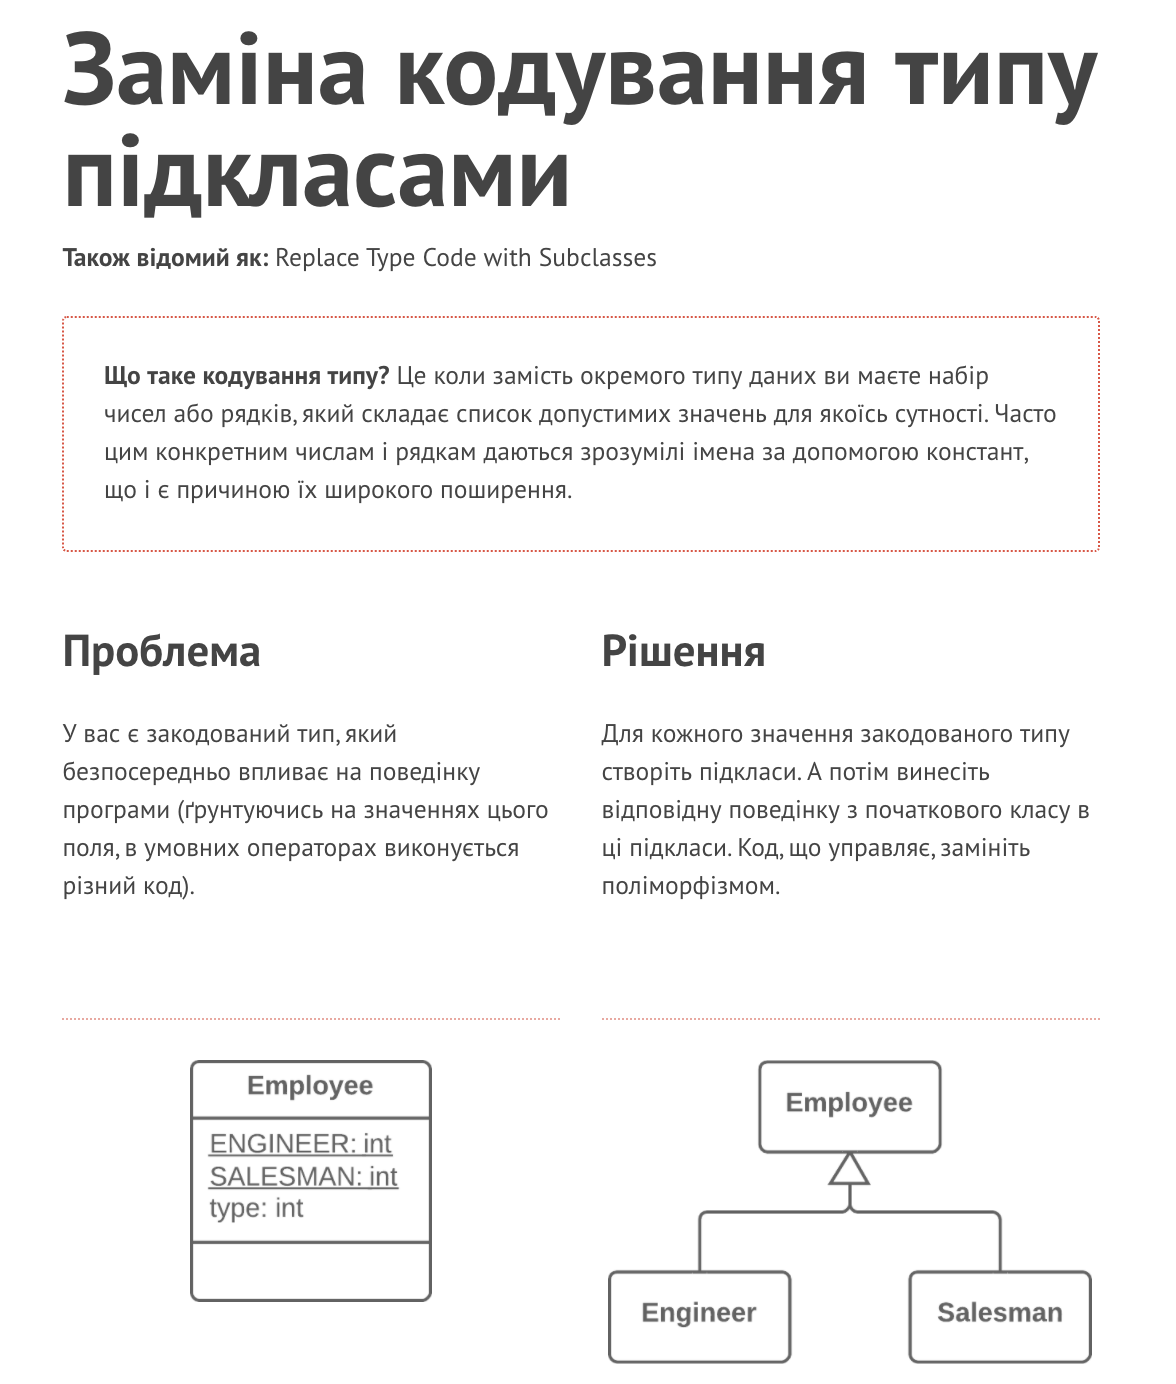 Заміна кодування типу
підкласами
Також відомий як: Replace Type Code with Subclasses
Що таке кодування типу? Це коли замість окремого типу даних ви маєте набір
чисел або рядків, який складає список допустимих значень для якоїсь сутності. Часто
цим конкретним числам і рядкам даються зрозумілі імена за допомогою констант,
що і є причиною їх широкого поширення.
Проблема
У вас є закодований тип, який
безпосередньо впливає на поведінку
програми (ґрунтуючись на значеннях цього
поля, в умовних операторах виконується
різний код).
Рішення
Для кожного значення закодованого типу
створіть підкласи. А потім винесіть
відповідну поведінку з початкового класу в
ці підкласи. Код, що управляє, замініть
поліморфізмом.
Employee
ENGINEER: int
SALESMAN: int
type: int
Employee
Engineer
Salesman